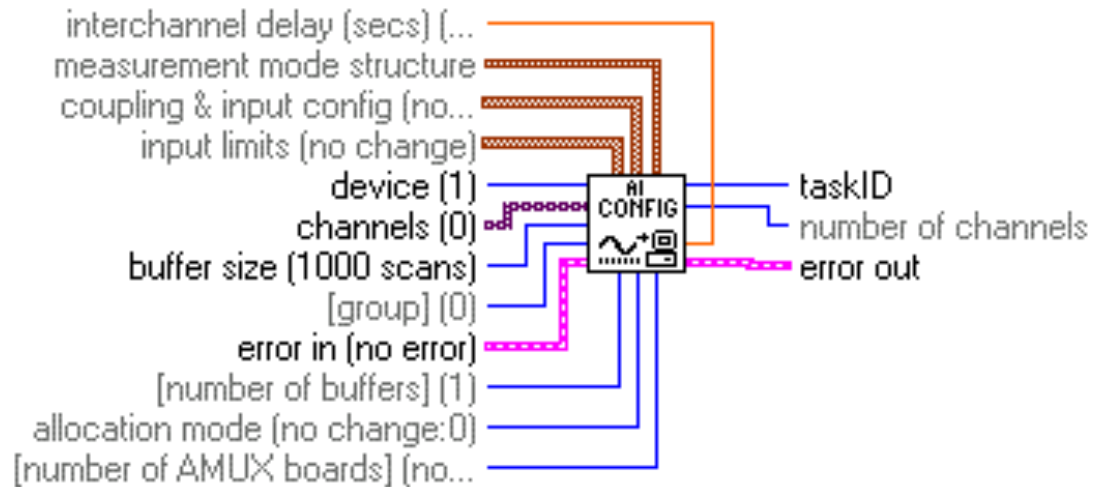 interchannel delay (secs) (...
measurement mode structure
coupling & input config (no...
input limits (no change)
device (1)
channels (0)
buffer size (1000 scans)
[group] (0)
error in (no error)
[number of buffers] (1)
allocation mode (no change:0)
[number of AMUX boards] (no...
AI
CONFIG
taskID
number of channels
error out